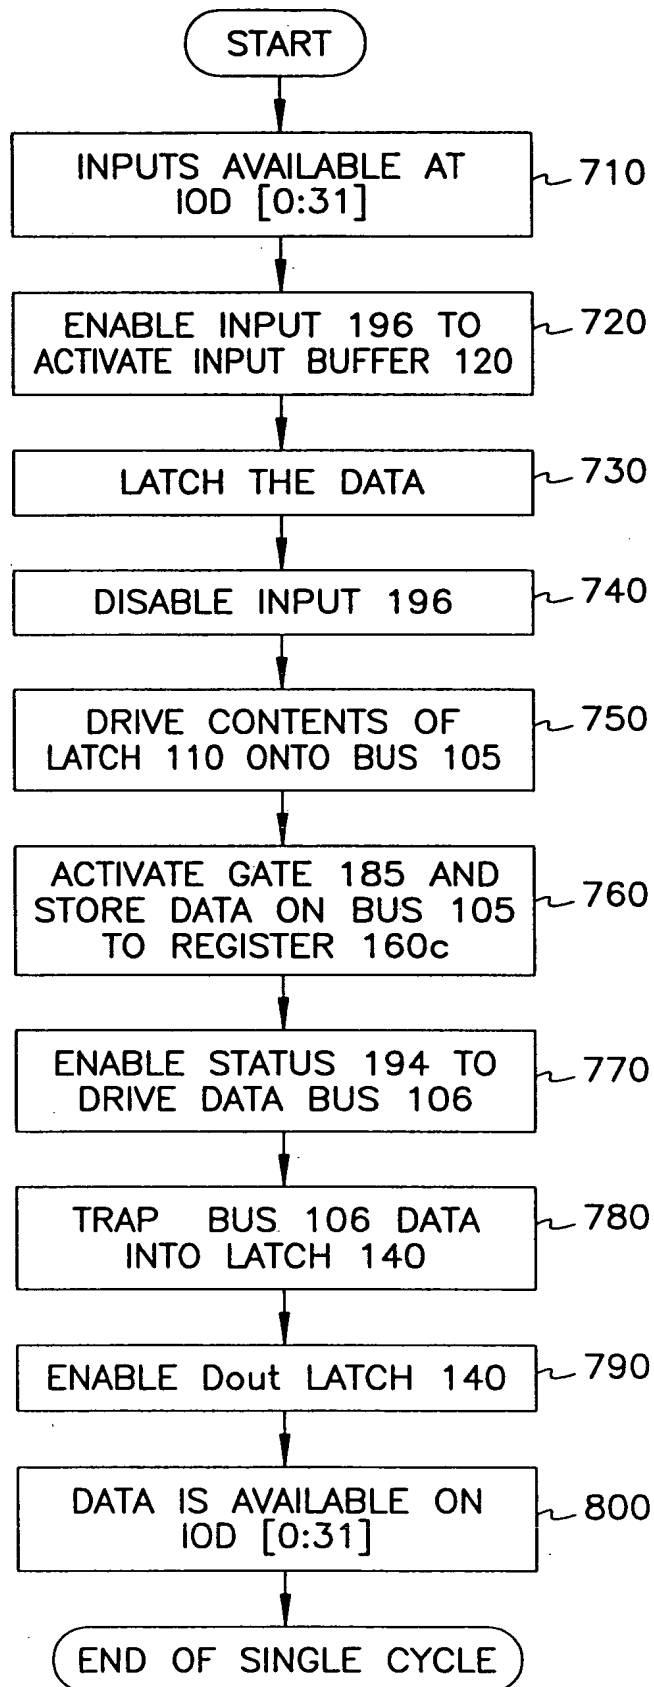 START
INPUTS AVAILABLE AT
IOD [0:31]
710
ENABLE INPUT 196 TO
ACTIVATE INPUT BUFFER 120
720
LATCH THE DATA
730
DISABLE INPUT 196
740
DRIVE CONTENTS OF
LATCH 110 ONTO BUS 105
750
ACTIVATE GATE 185 AND
STORE DATA ON BUS 105
TO REGISTER 160c
760
ENABLE STATUS 194 TO
DRIVE DATA BUS 106
770
TRAP BUS 106 DATA
INTO LATCH 140
780
ENABLE Dout LATCH 140
790
DATA IS AVAILABLE ON
IOD [0:31]
800
END OF SINGLE CYCLE